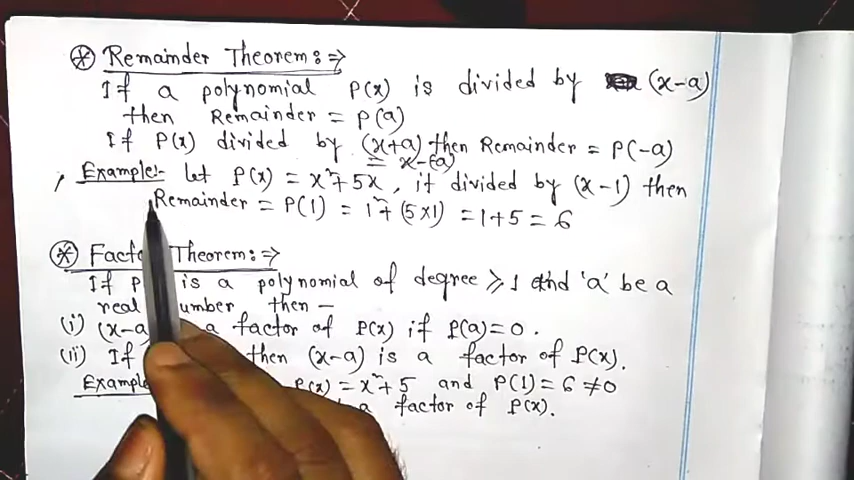 * Remainder Theorem:⇒
If a polynomial P(x) is divided by (x-a)
then Remainder = P(a)
If P(x) divided by (x+a) then Remainder = P(-a)
= x-(-a)
Example:- Let P(x) = x²+5x, it divided by (x-1) then
Remainder = P(1) = 1²+(5×1) = 1+5 = 6
* Theorem:⇒
If is a polynomial of degree ≥ 1 and 'a' be a
real then —
(i) (x-a a factor of P(x) if P(a)=0.
(ii) If then (x-a) is a factor of P(x).
Example P(x) = x²+5 and P(1)=6≠0
a factor of P(x).